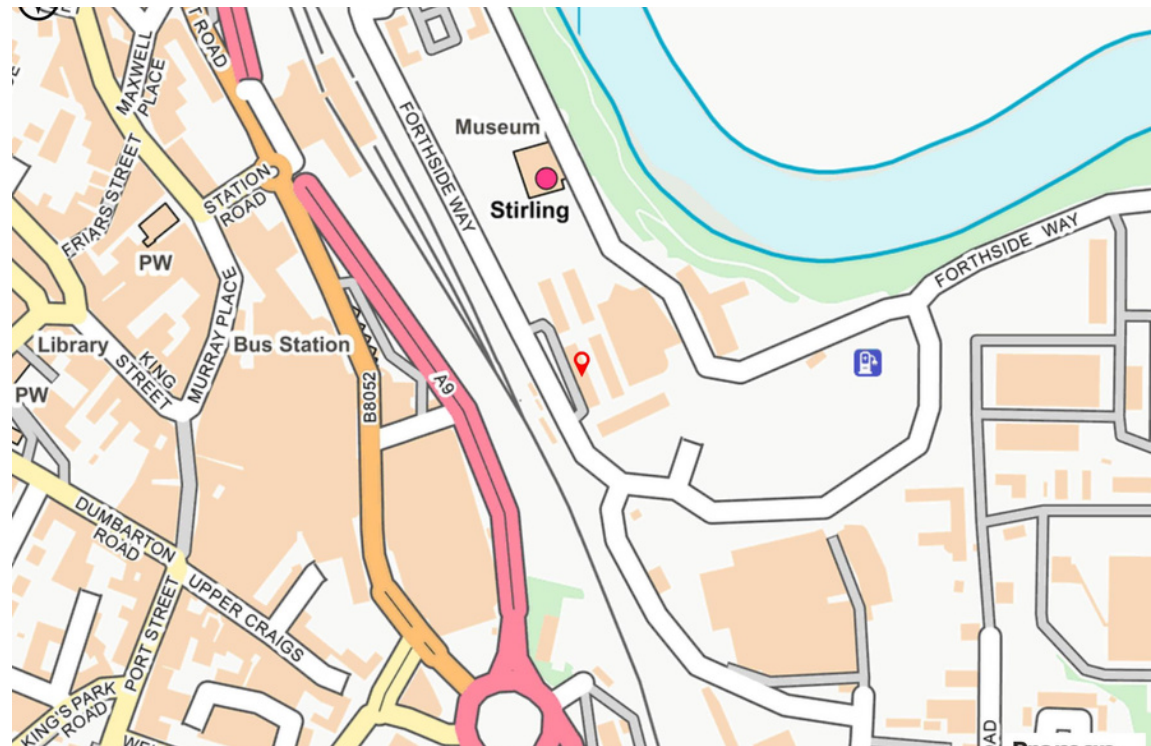 MAXWELL
PLACE
T ROAD
FRIARS STREET
STATION
ROAD
PW
MURRAY PLACE
Library
KING
STREET
Bus Station
PW
B8052
A9
FORTHSIDE WAY
Museum
Stirling
FORTHSIDE WAY
DUMBARTON
ROAD
UPPER CRAIGS
PORT STREET
KING'S PARK
ROAD
AD